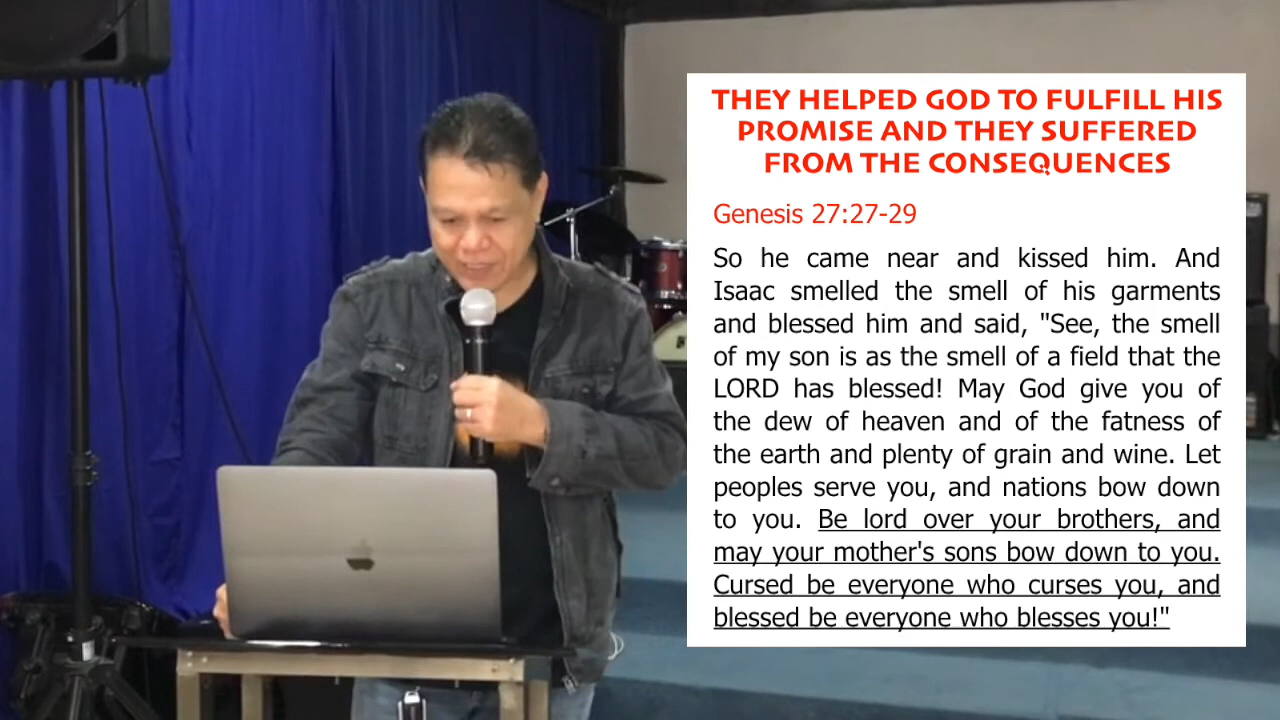 THEY HELPED GOD TO FULFILL HIS
PROMISE AND THEY SUFFERED
FROM THE CONSEQUENCES
Genesis 27:27-29
So he came near and kissed him. And
Isaac smelled the smell of his garments
and blessed him and said, "See, the smell
of my son is as the smell of a field that the
LORD has blessed! May God give you of
the dew of heaven and of the fatness of
the earth and plenty of grain and wine. Let
peoples serve you, and nations bow down
to you. Be lord over your brothers, and
may your mother's sons bow down to you.
Cursed be everyone who curses you, and
blessed be everyone who blesses you!"